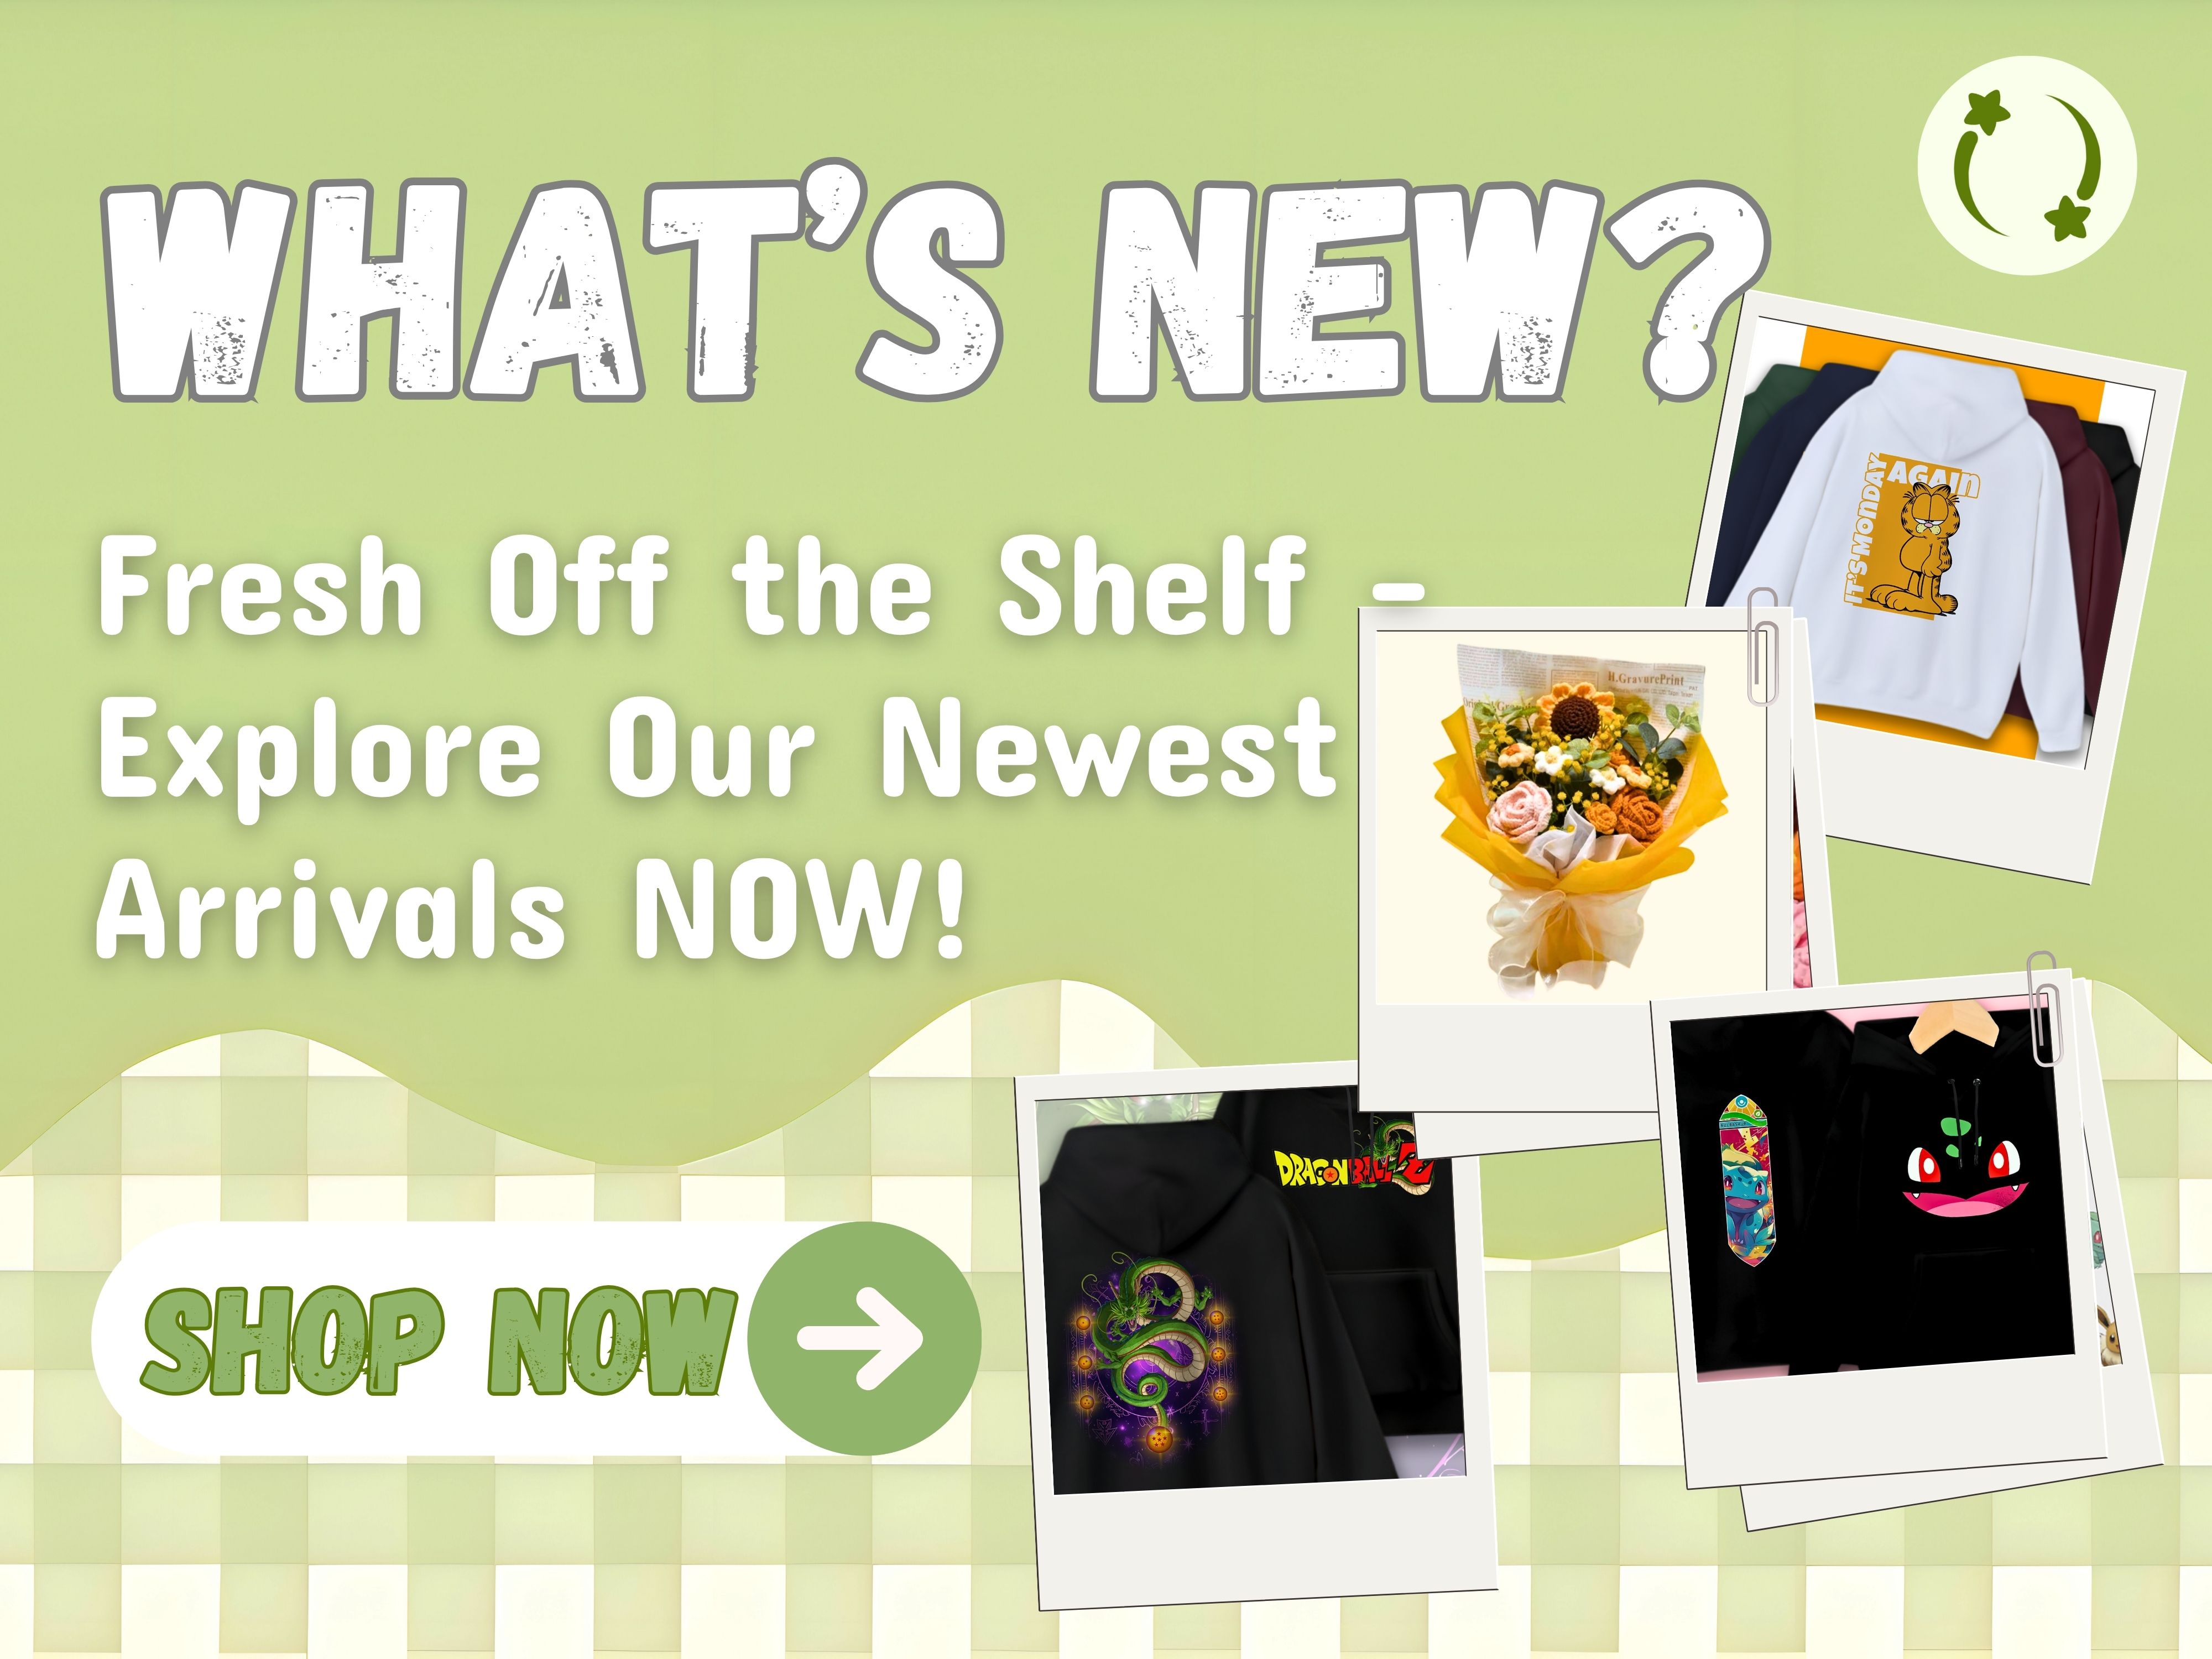 WHAT'S NEW?
Fresh Off the Shelf -
Explore Our Newest
Arrivals NOW!
SHOP NOW
IT'S MONDAY
AGAIN
H.GravurePrint
DRAGON BALL Z